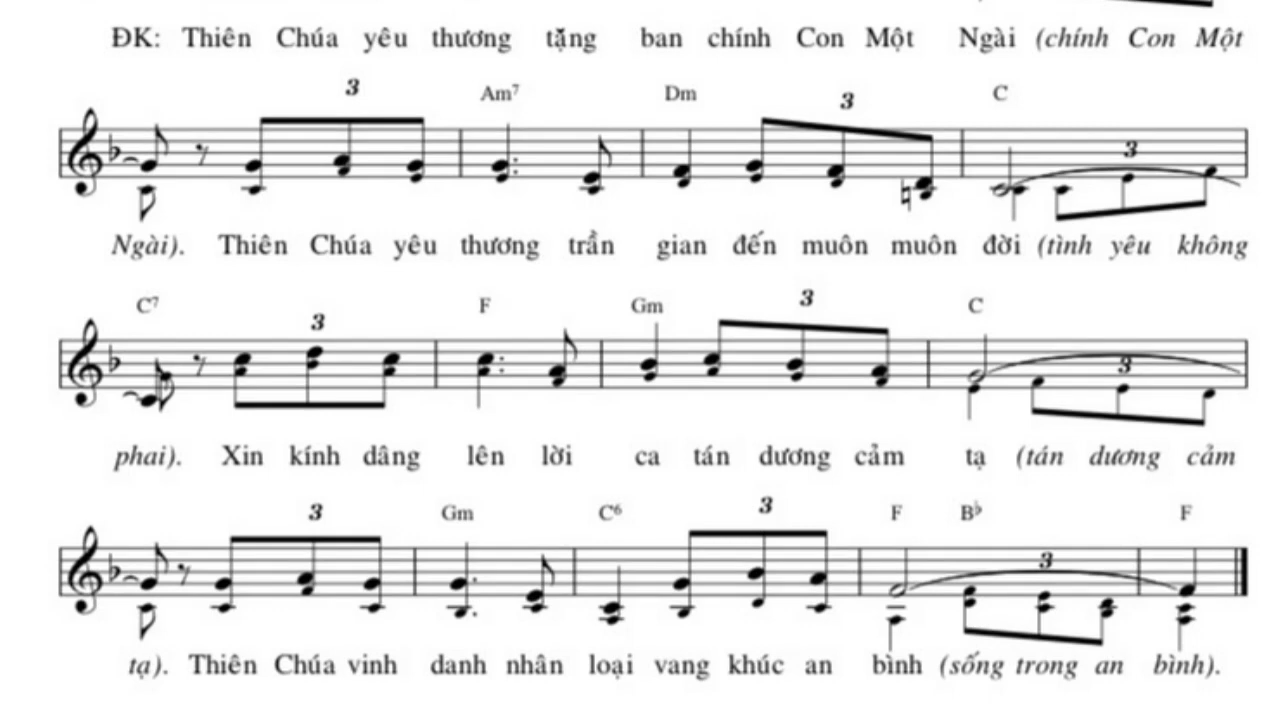 ĐK: Thiên Chúa yêu thương tặng ban chính Con Một Ngài (chính Con Một
3
Am7 Dm 3 C 3
Ngài). Thiên Chúa yêu thương trần gian đến muôn muôn đời (tình yêu không
C7 3 F Gm 3 C 3
phai). Xin kính dâng lên lời ca tán dương cảm tạ (tán dương cảm
3 Gm C6 3 F B♭ 3 F
tạ). Thiên Chúa vinh danh nhân loại vang khúc an bình (sống trong an bình).